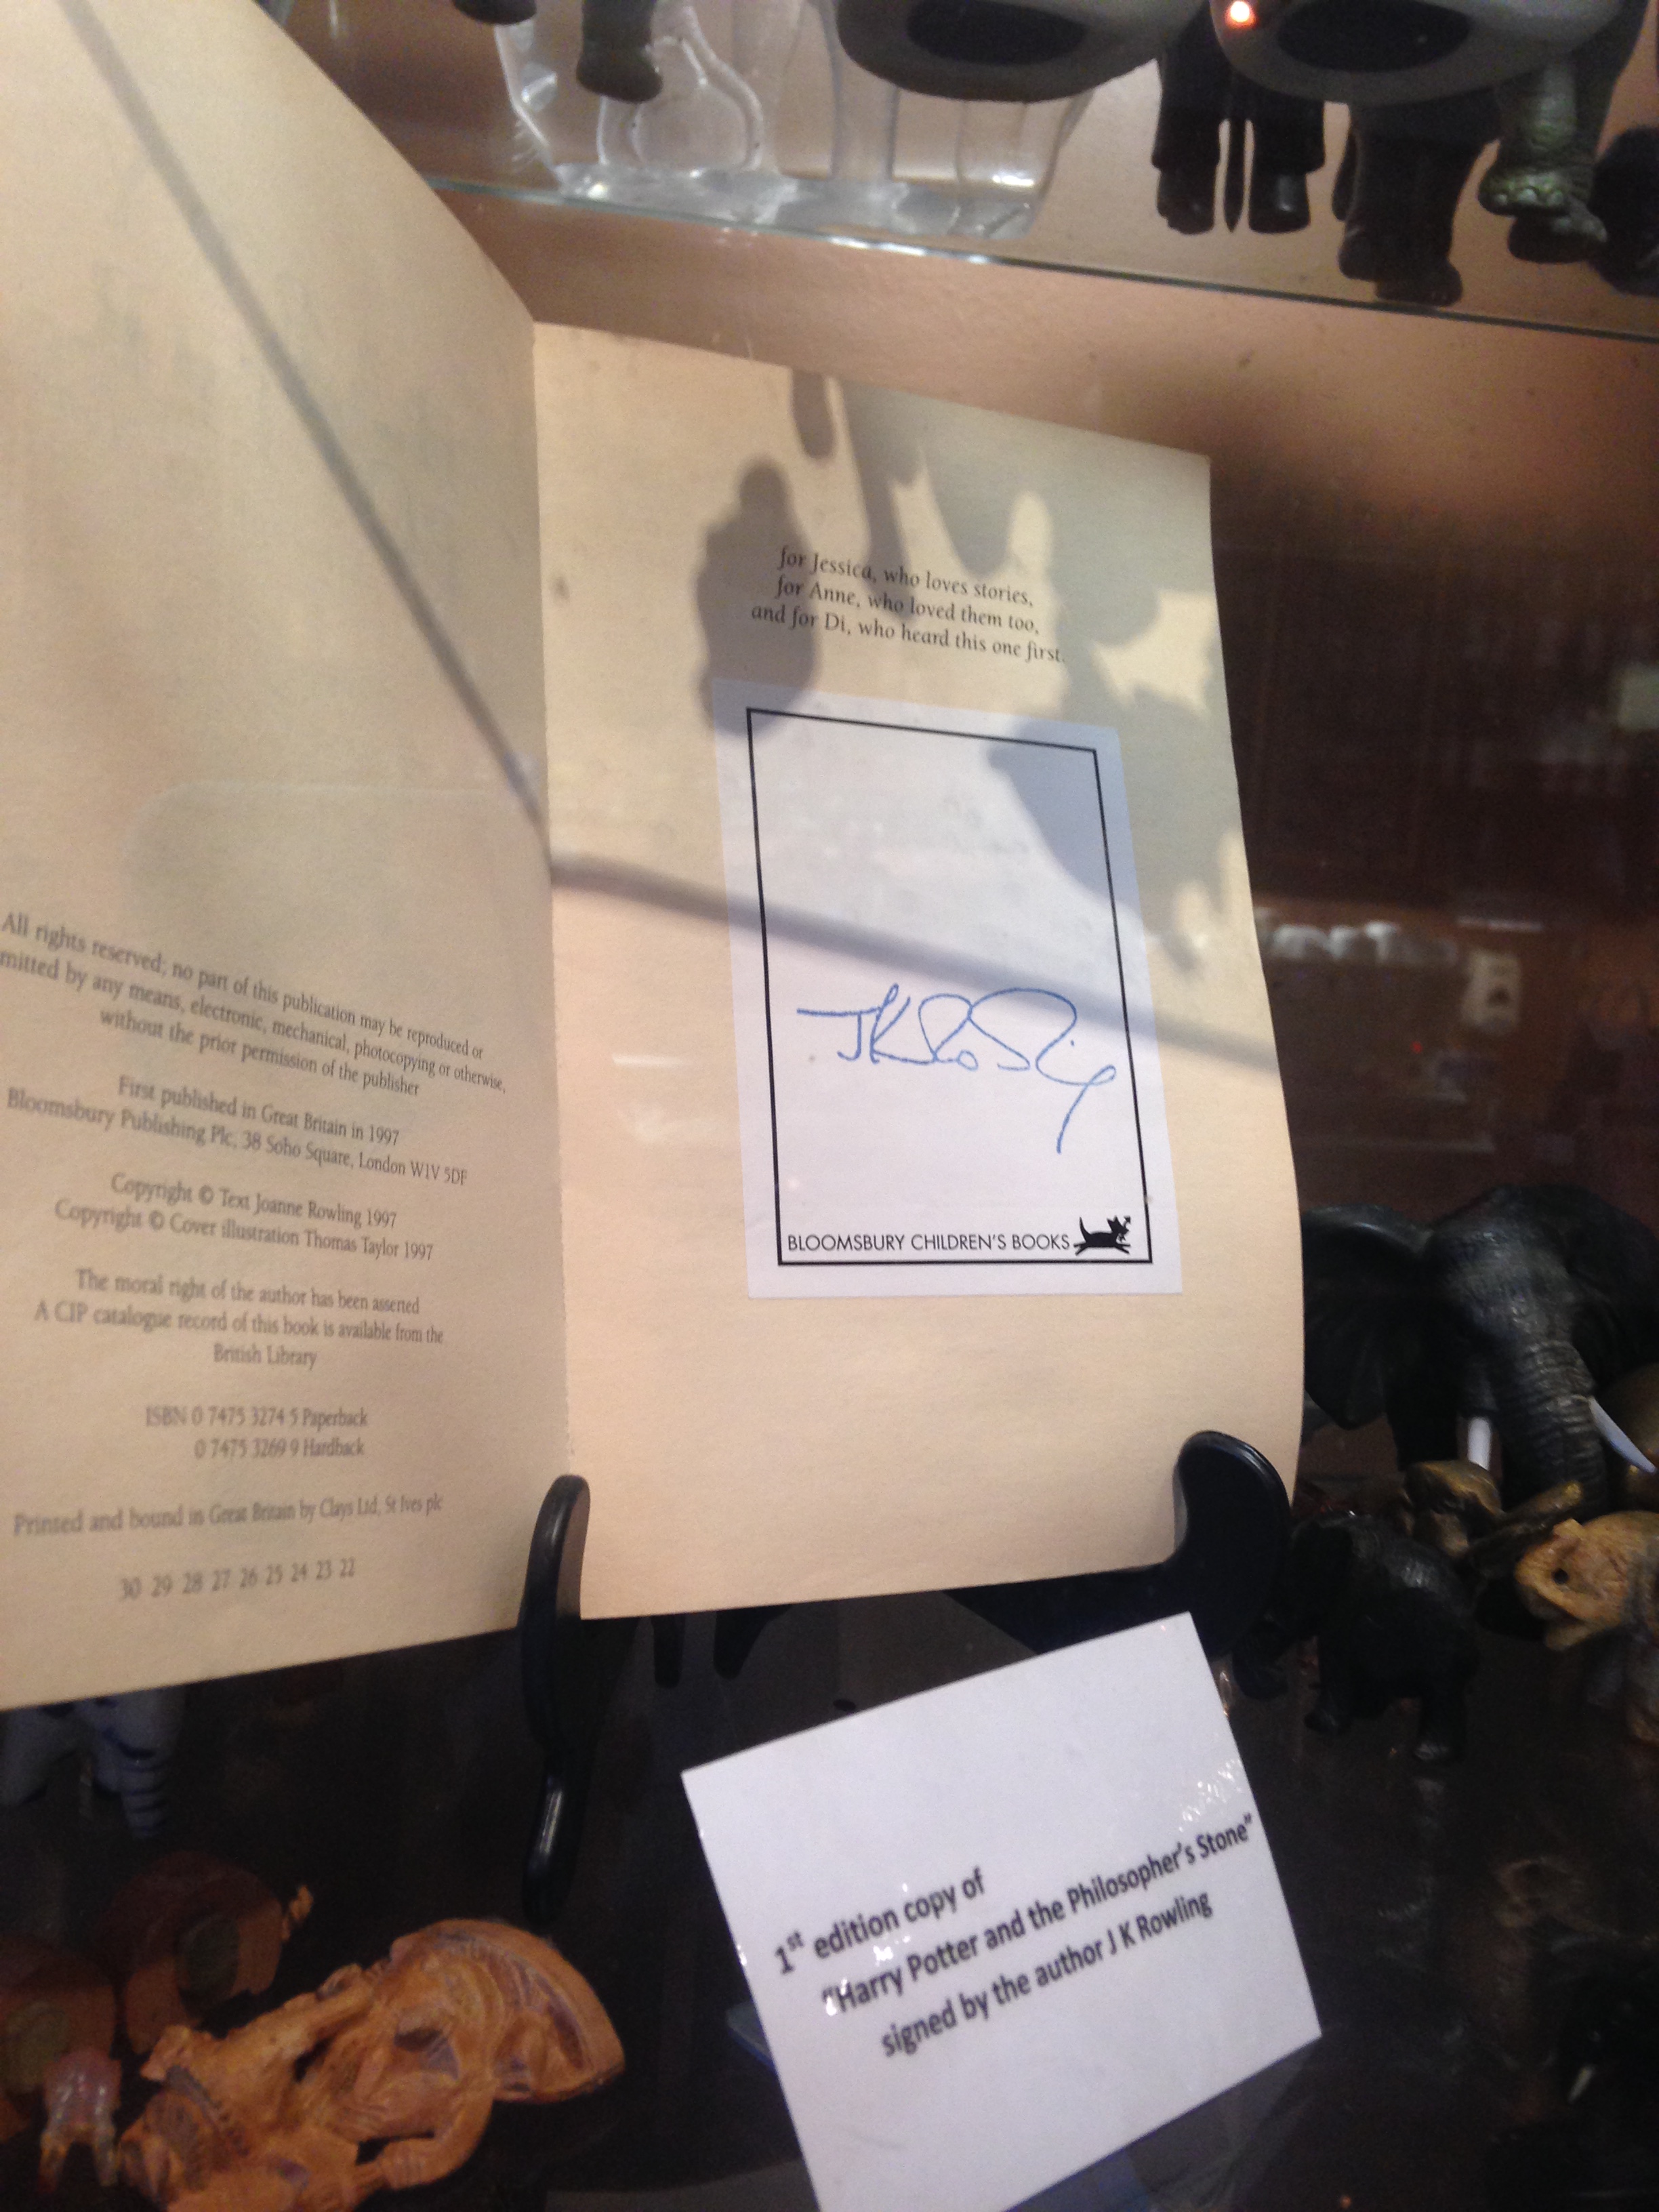 All rights reserved; no part of this publication may be reproduced or
mitted by any means, electronic, mechanical, photocopying or otherwise,
without the prior permission of the publisher
First published in Great Britain in 1997
Bloomsbury Publishing Plc, 38 Soho Square, London W1V 5DF
Copyright © Text Joanne Rowling 1997
Copyright © Cover illustration Thomas Taylor 1997
The moral right of the author has been asserted
A CIP catalogue record of this book is available from the
British Library
ISBN 0 7475 3274 5 Paperback
0 7475 3269 9 Hardback
Printed and bound in Great Britain by Clays Ltd, St Ives plc
30 29 28 27 26 25 24 23 22
for Jessica, who loves stories,
for Anne, who loved them too,
and for Di, who heard this one first.
JK Rowling
BLOOMSBURY CHILDREN'S BOOKS
1st edition copy of
"Harry Potter and the Philosopher's Stone"
signed by the author J K Rowling